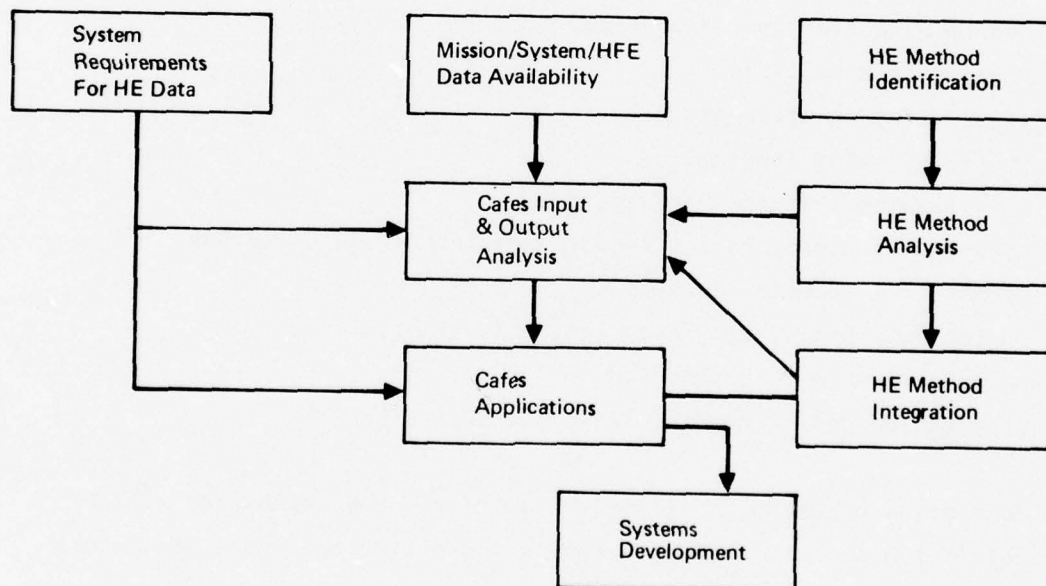 System
Requirements
For HE Data
Mission/System/HFE
Data Availability
HE Method
Identification
Cafes Input
& Output
Analysis
HE Method
Analysis
Cafes
Applications
HE Method
Integration
Systems
Development